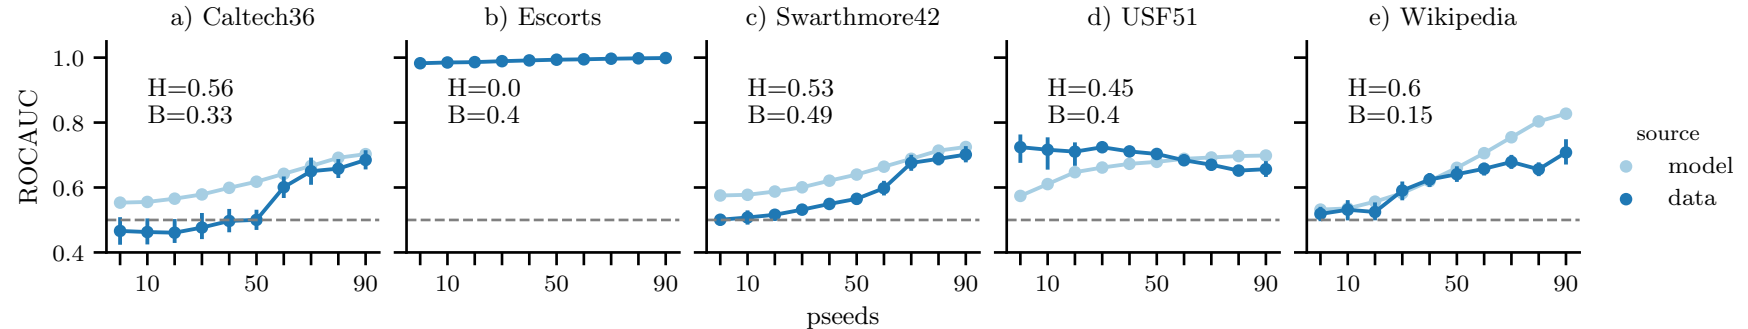 a) Caltech36
b) Escorts
c) Swarthmore42
d) USF51
e) Wikipedia
ROCAUC
1.0
0.8
0.6
0.4
H=0.56
B=0.33
H=0.0
B=0.4
H=0.53
B=0.49
H=0.45
B=0.4
H=0.6
B=0.15
10 50 90
10 50 90
10 50 90
10 50 90
10 50 90
pseeds
source
model
data